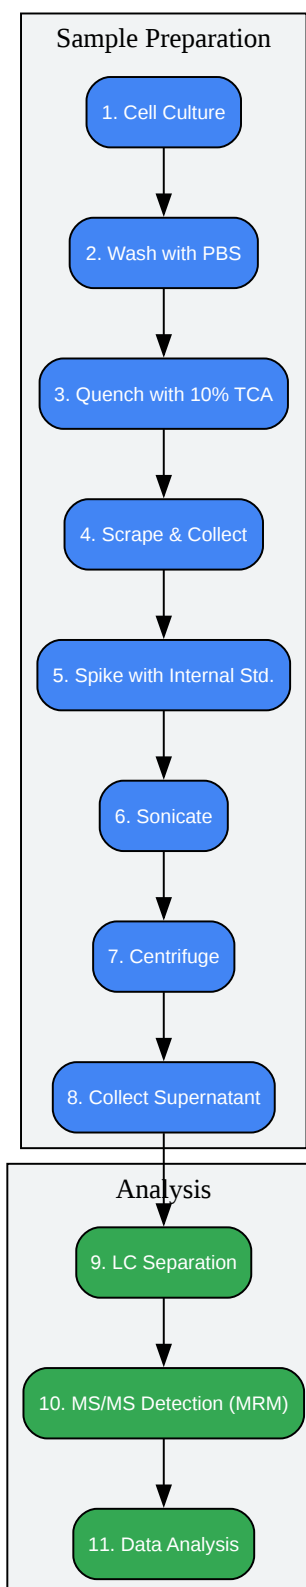 Sample Preparation
1. Cell Culture
2. Wash with PBS
3. Quench with 10% TCA
4. Scrape & Collect
5. Spike with Internal Std.
6. Sonicate
7. Centrifuge
8. Collect Supernatant
Analysis
9. LC Separation
10. MS/MS Detection (MRM)
11. Data Analysis